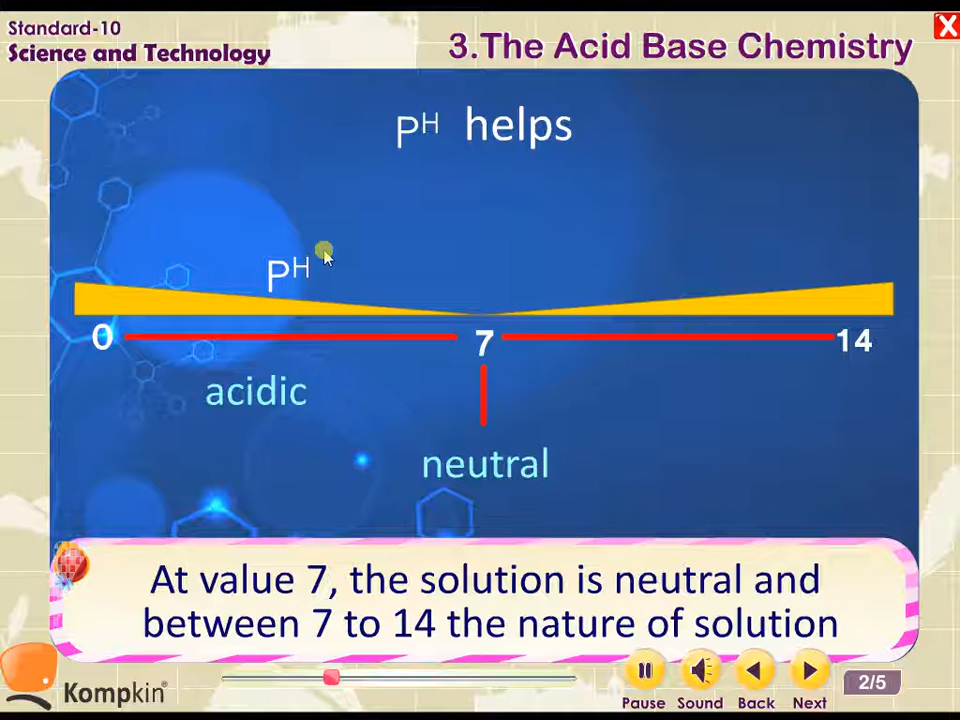 Standard-10
Science and Technology
3.The Acid Base Chemistry
X
Pᴴ helps
Pᴴ
0
7
14
acidic
neutral
At value 7, the solution is neutral and
between 7 to 14 the nature of solution
Kompkin®
Pause
Sound
Back
Next
2/5